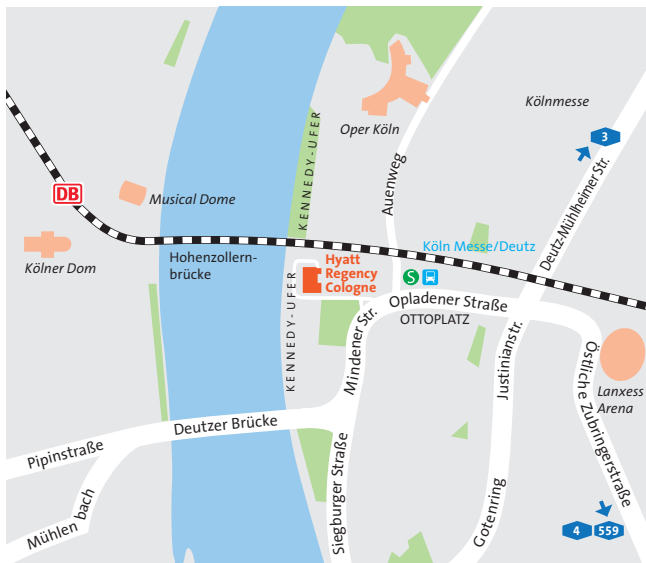 Kölnmesse
3
Oper Köln
KENNEDY-UFER
Auenweg
Deutz-Mühlheimer Str.
DB
Musical Dome
Kölner Dom
Hohenzollern-
brücke
Köln Messe/Deutz
Hyatt
Regency
Cologne
S
KENNEDY-UFER
Opladener Straße
OTTOPLATZ
Mindener Str.
Justinianstr.
Östliche Zubringerstraße
Lanxess
Arena
Deutzer Brücke
Pipinstraße
Mühlenbach
Siegburger Straße
Gotenring
4
559